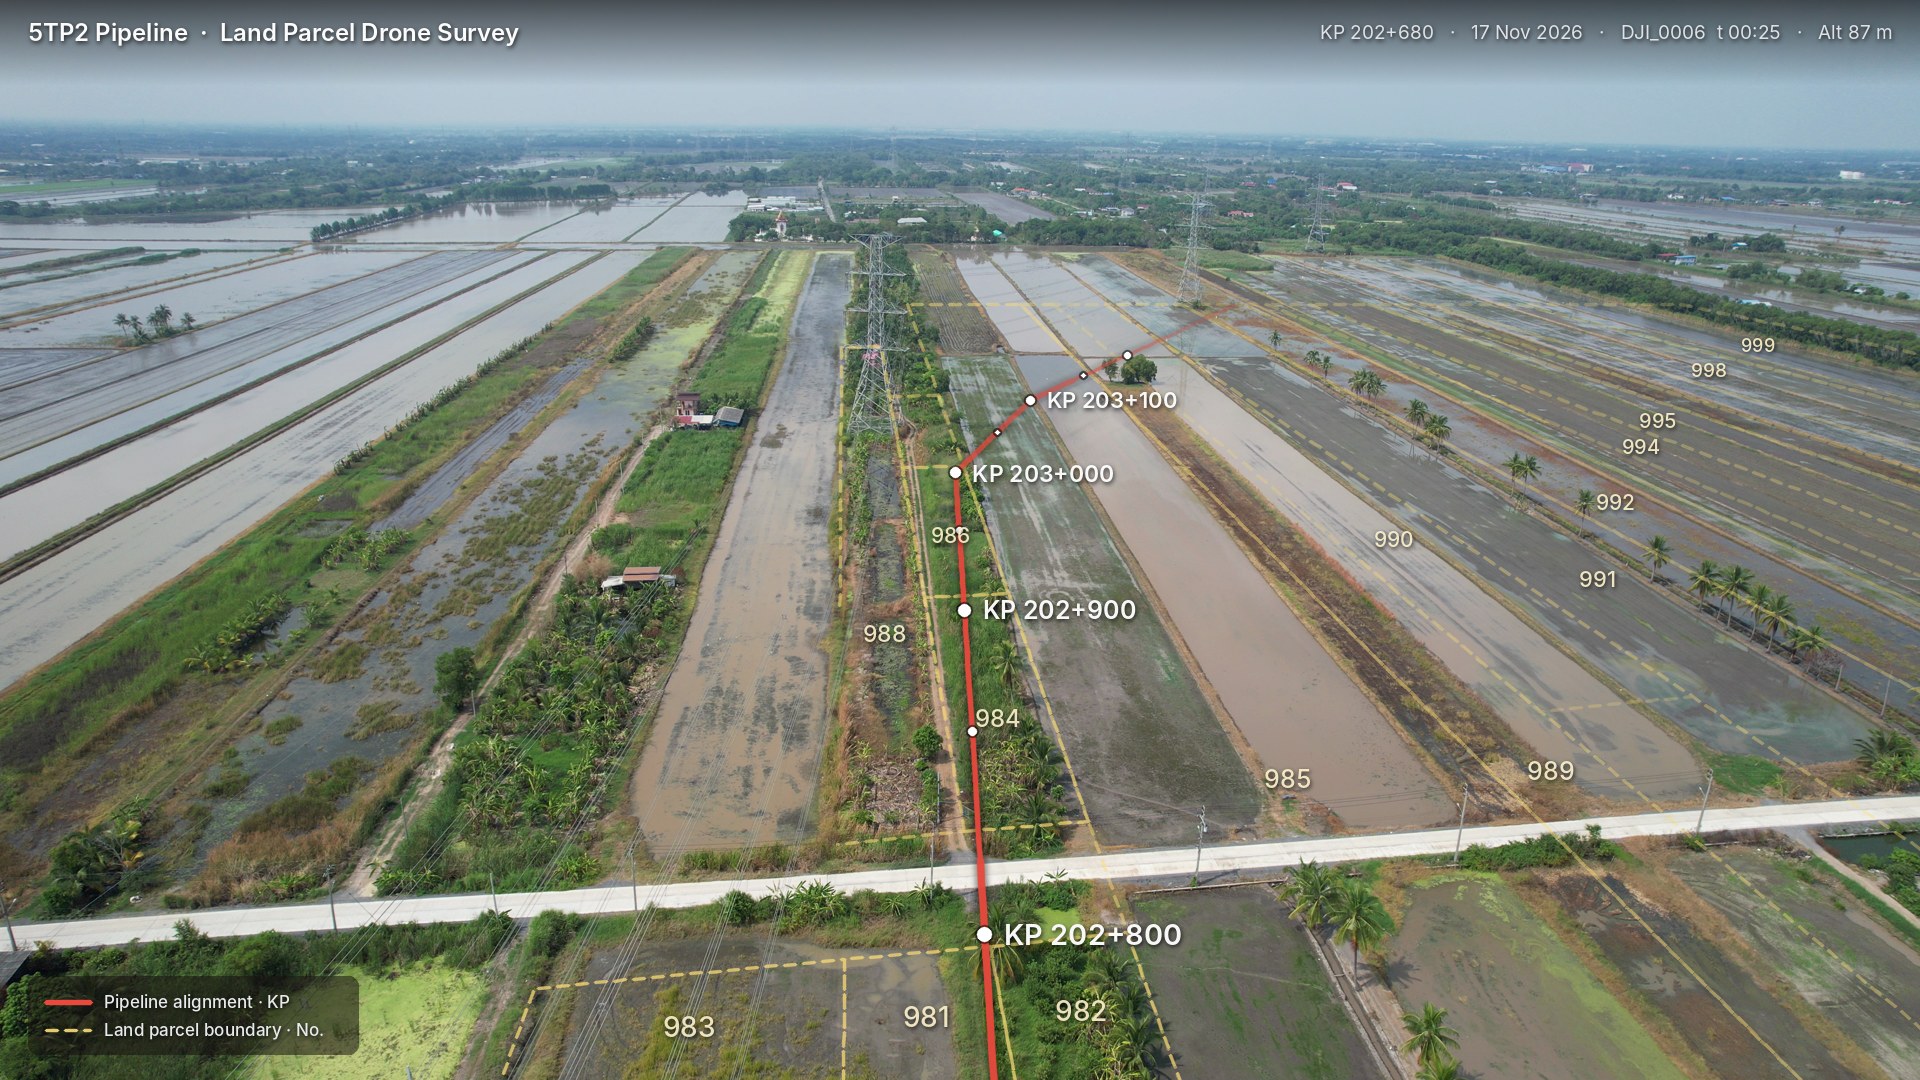 5TP2 Pipeline · Land Parcel Drone Survey
KP 202+680 · 17 Nov 2026 · DJI_0006 t 00:25 · Alt 87 m
999
998
KP 203+100
995
994
KP 203+000
992
986
990
991
KP 202+900
988
984
989
985
KP 202+800
982
981
983
Pipeline alignment · KP
Land parcel boundary · No.